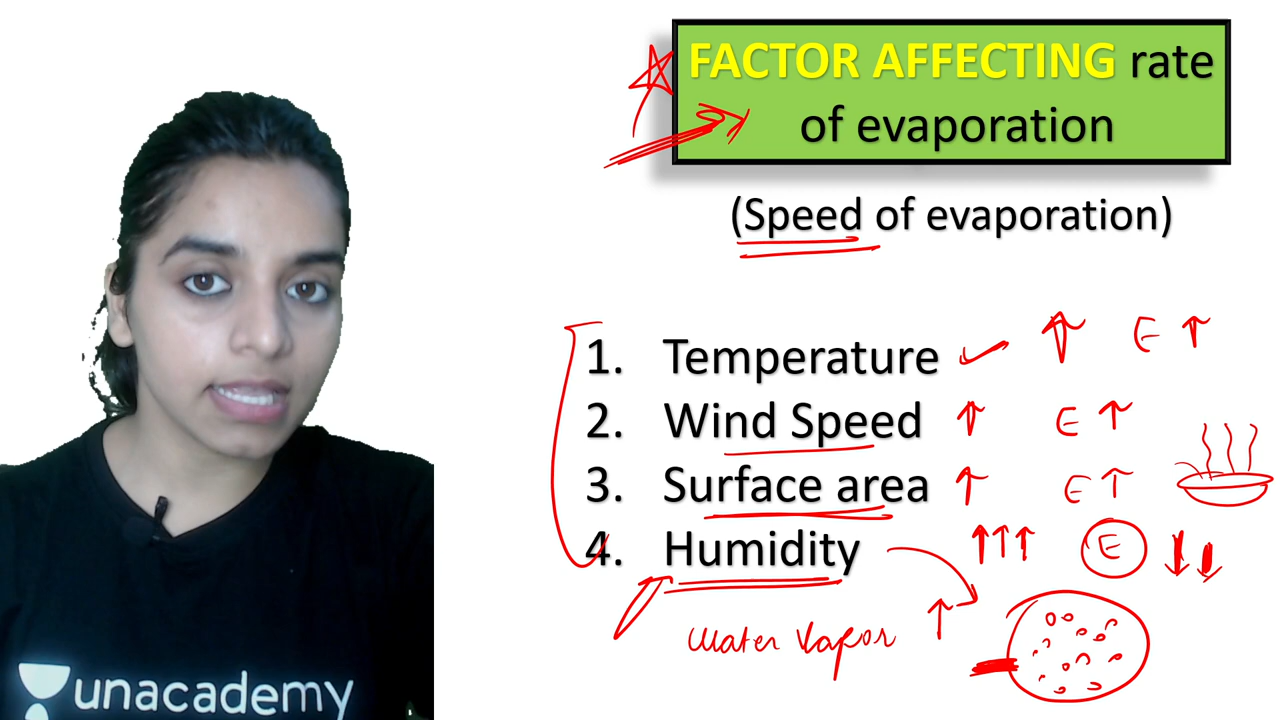 FACTOR AFFECTING rate
of evaporation
(Speed of evaporation)
1. Temperature ✓ ↑ E ↑
2. Wind Speed ↑ E ↑
3. Surface area ↑ E ↑
4. Humidity ↑↑↑ E ↓↓
Water vapor ↑
unacademy